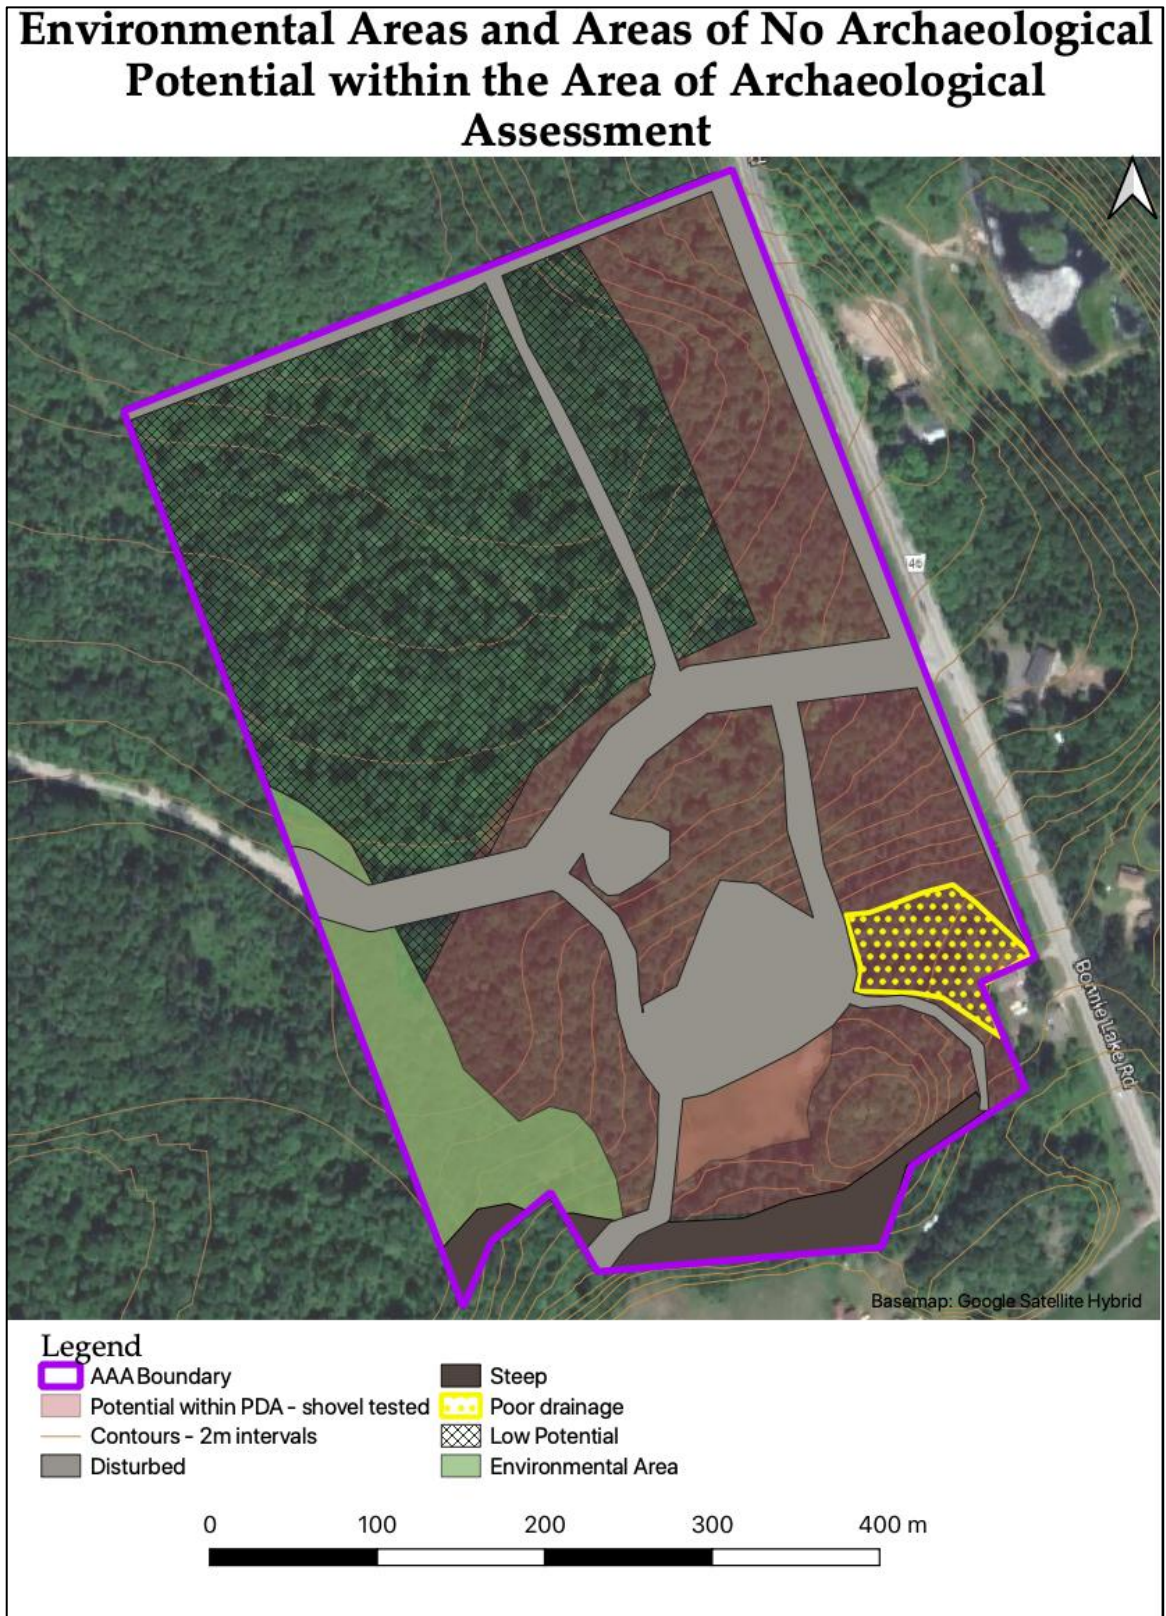 Environmental Areas and Areas of No Archaeological
Potential within the Area of Archaeological
Assessment
46
Bonnie Lake Rd
Basemap: Google Satellite Hybrid
Legend
AAA Boundary
Potential within PDA - shovel tested
Contours - 2m intervals
Disturbed
Steep
Poor drainage
Low Potential
Environmental Area
0 100 200 300 400 m